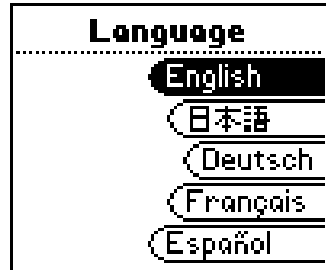 Language
English
日本語
Deutsch
Français
Español